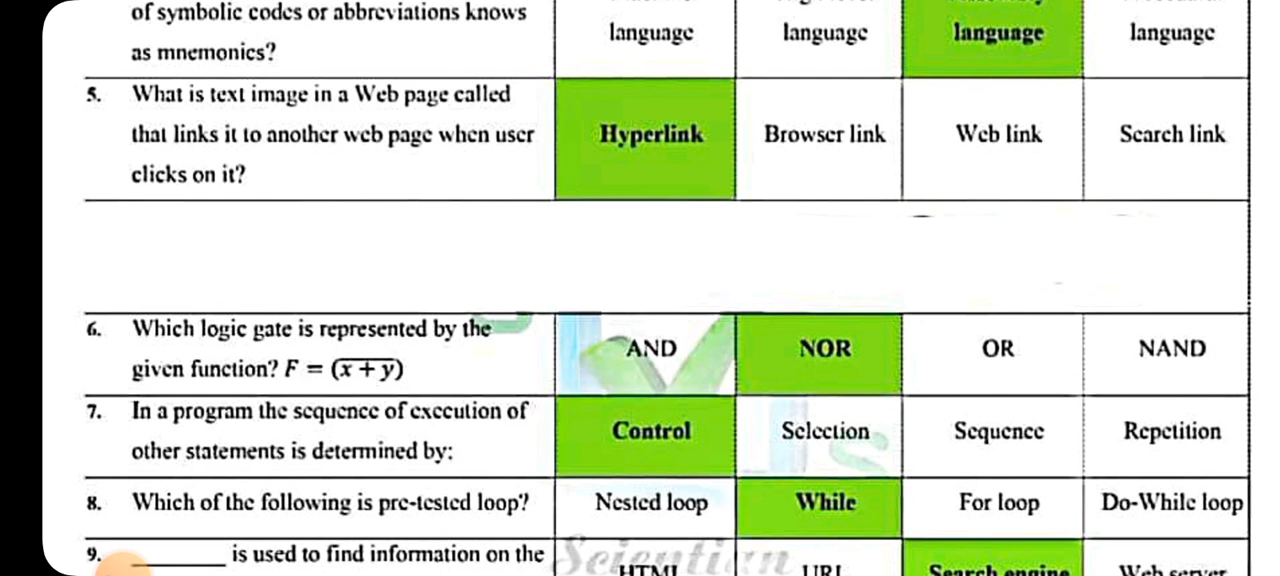 of symbolic codes or abbreviations knows
as mnemonics?
language
language
language
language
5. What is text image in a Web page called
that links it to another web page when user
clicks on it?
Hyperlink
Browser link
Web link
Search link
6. Which logic gate is represented by the
given function? F = (x + y)̅
AND
NOR
OR
NAND
7. In a program the sequence of execution of
other statements is determined by:
Control
Selection
Sequence
Repetition
8. Which of the following is pre-tested loop?
Nested loop
While
For loop
Do-While loop
9. ________ is used to find information on the
HTML
URL
Search engine
Web server